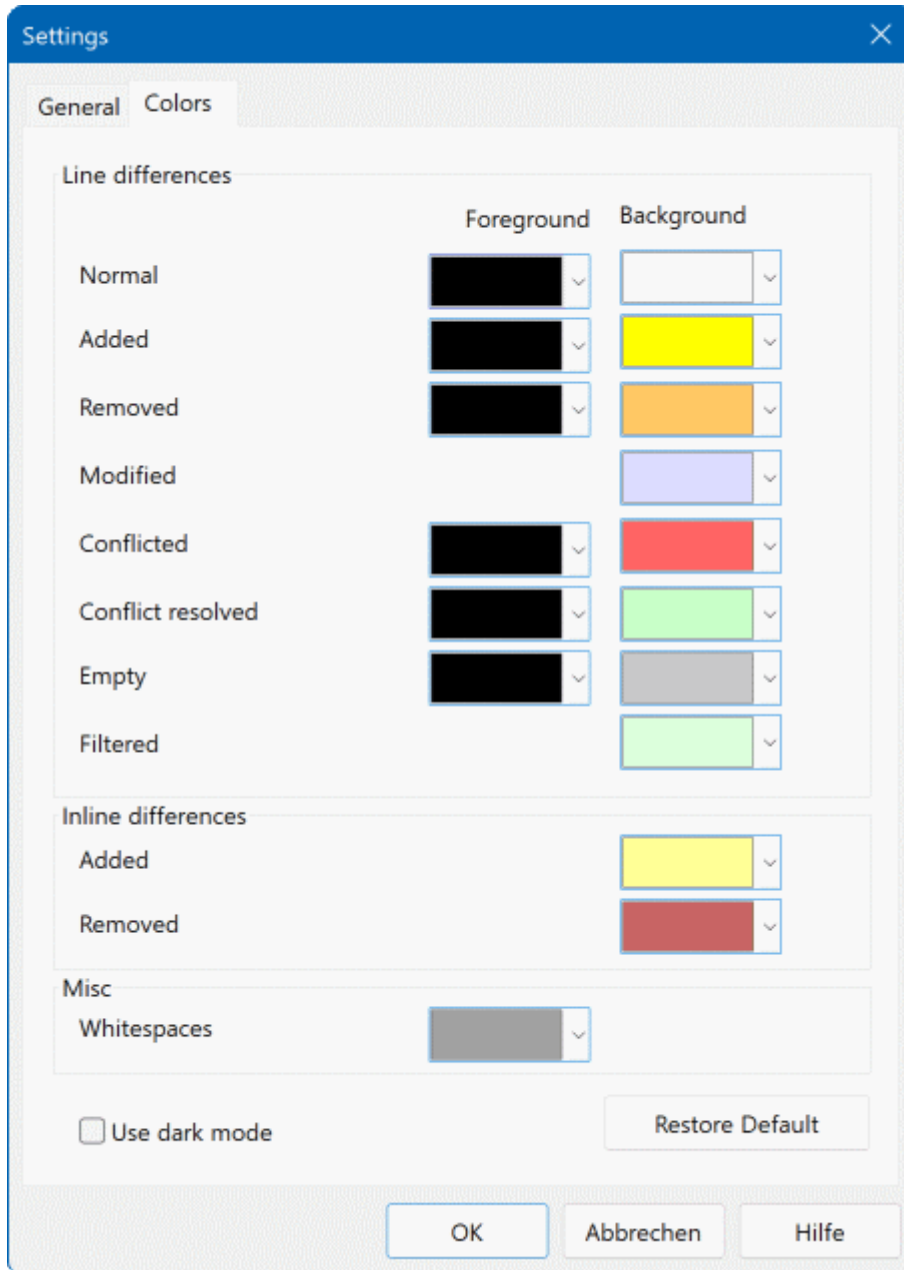 Settings
General Colors
Line differences
Foreground Background
Normal
Added
Removed
Modified
Conflicted
Conflict resolved
Empty
Filtered
Inline differences
Added
Removed
Misc
Whitespaces
Use dark mode Restore Default
OK Abbrechen Hilfe